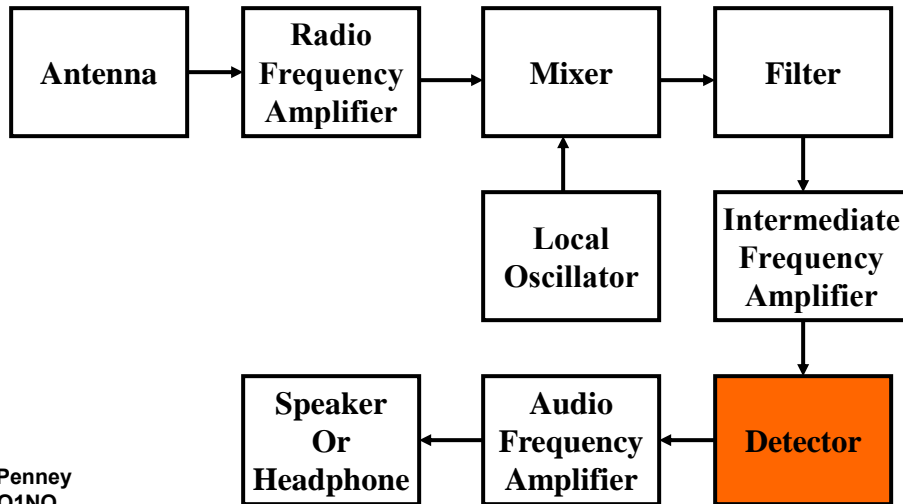 Antenna
Radio
Frequency
Amplifier
Mixer
Filter
Local
Oscillator
Intermediate
Frequency
Amplifier
Speaker
Or
Headphone
Audio
Frequency
Amplifier
Detector
Penney